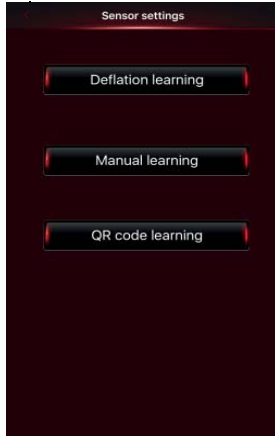 Sensor settings
Deflation learning
Manual learning
QR code learning